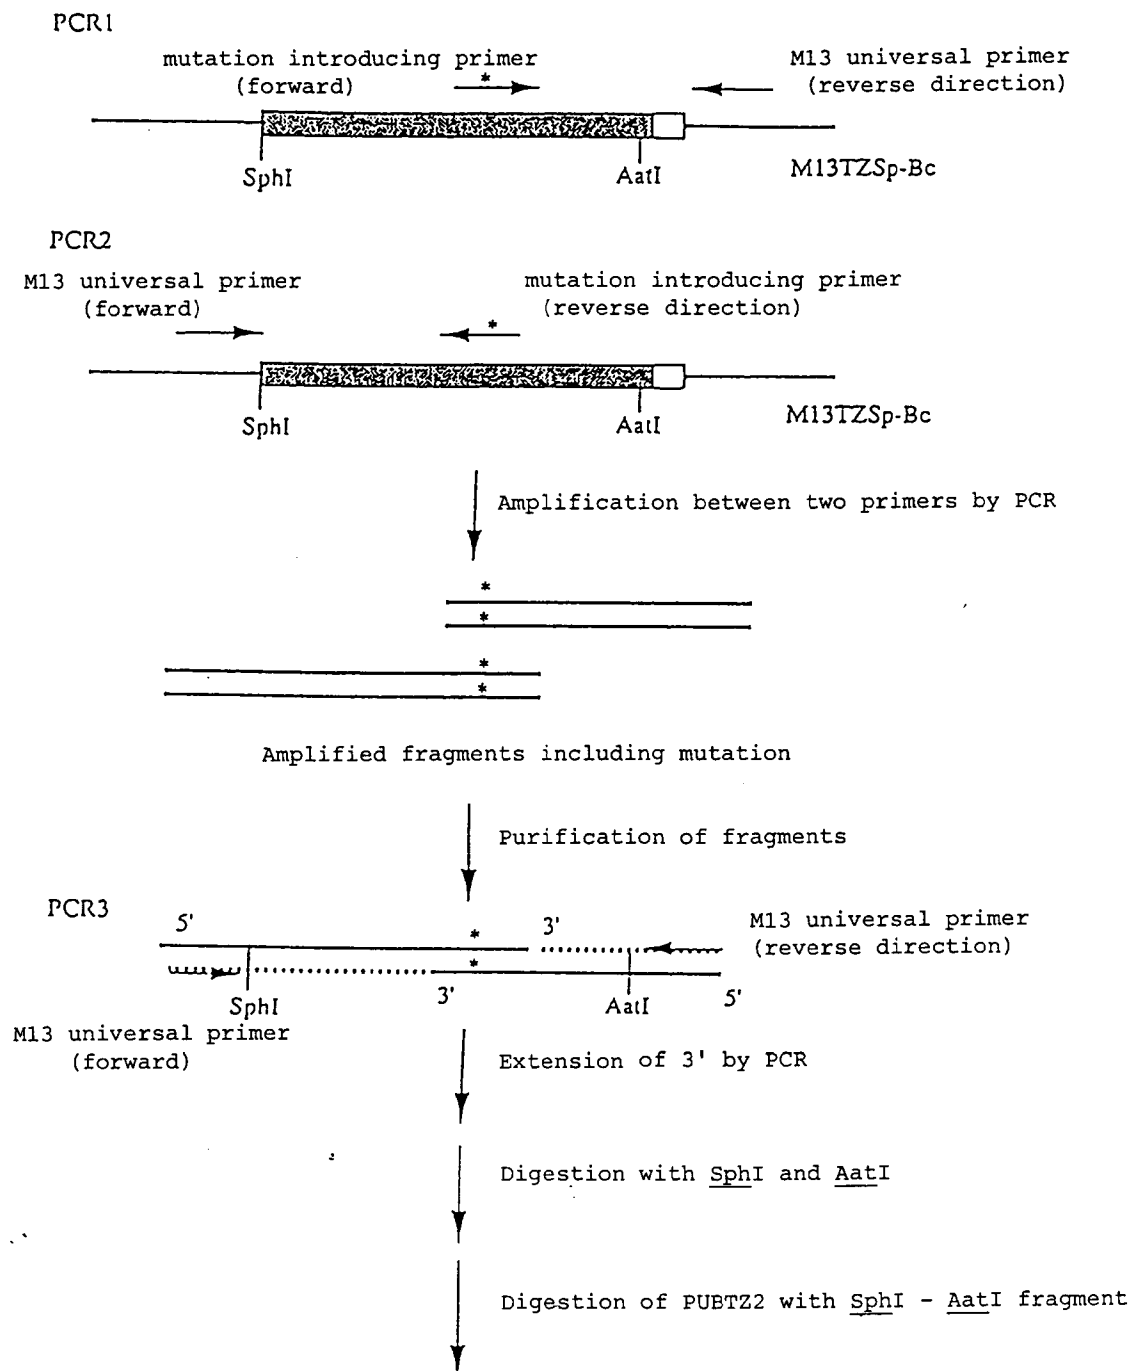 PCR1
mutation introducing primer
(forward)
*
M13 universal primer
(reverse direction)
SphI
AatI
M13TZSp-Bc
PCR2
M13 universal primer
(forward)
mutation introducing primer
(reverse direction)
*
SphI
AatI
M13TZSp-Bc
Amplification between two primers by PCR
*
*
*
*
Amplified fragments including mutation
Purification of fragments
PCR3
5'
*
3'
M13 universal primer
(reverse direction)
*
SphI
3'
AatI
5'
M13 universal primer
(forward)
Extension of 3' by PCR
Digestion with SphI and AatI
Digestion of PUBTZ2 with SphI - AatI fragment